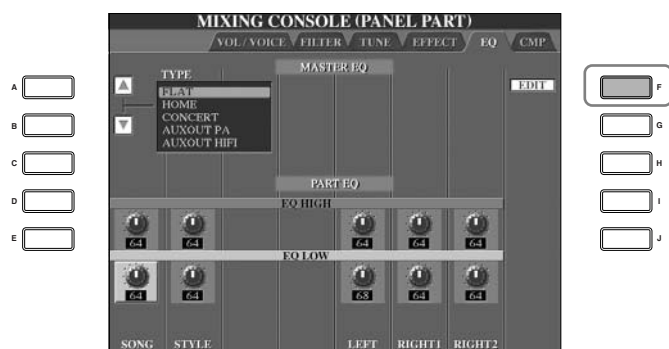 MIXING CONSOLE (PANEL PART)
VOL / VOICE FILTER TUNE EFFECT EQ CMP
TYPE
MASTER EQ
EDIT
FLAT
HOME
CONCERT
AUXOUT PA
AUXOUT HIFI
PART EQ
EQ HIGH
64 64 64 64 64
EQ LOW
64 64 68 64 64
SONG STYLE LEFT RIGHT1 RIGHT2
A
B
C
D
E
F
G
H
I
J